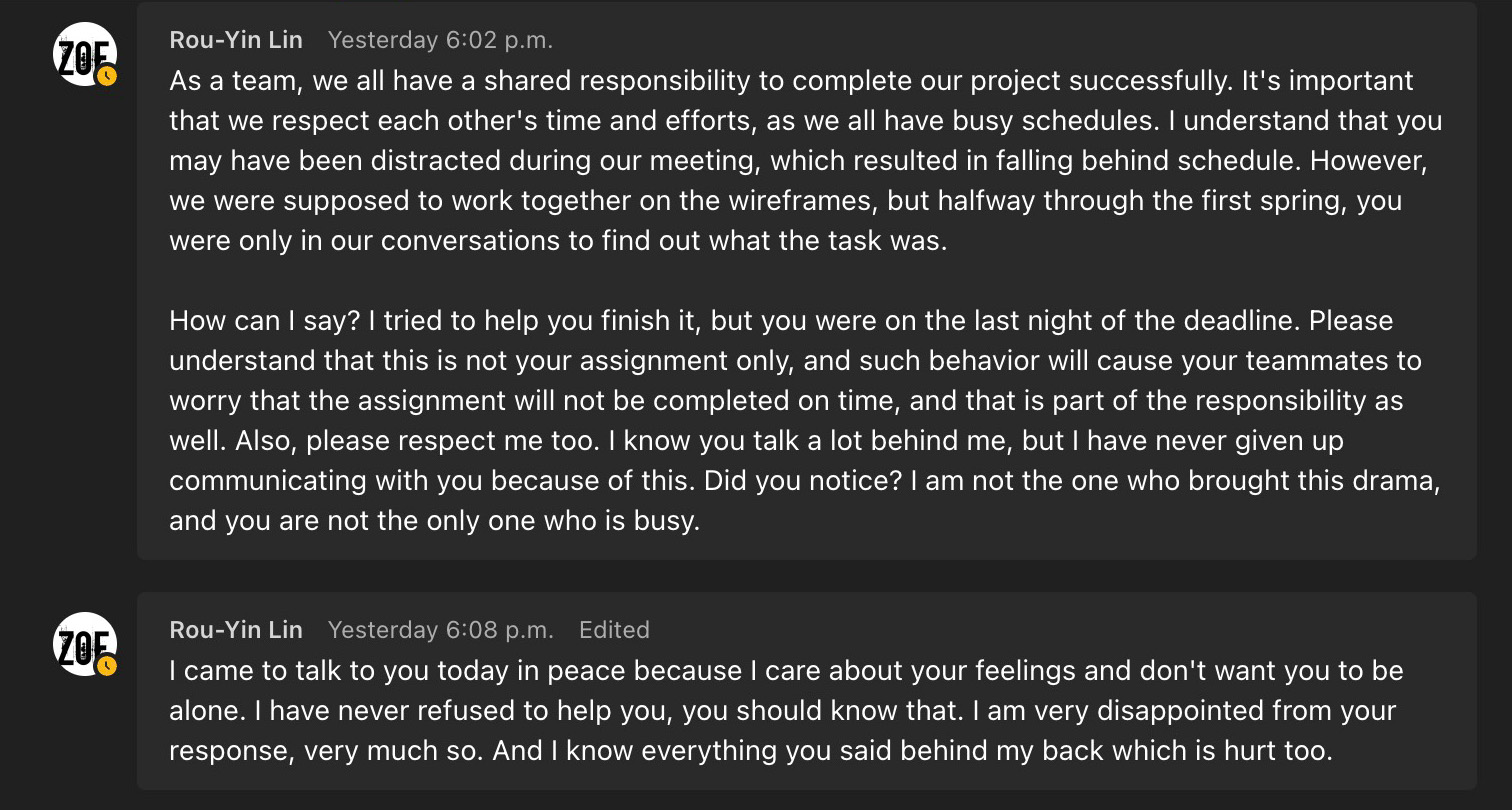 ZOE
Rou-Yin Lin Yesterday 6:02 p.m.
As a team, we all have a shared responsibility to complete our project successfully. It's important
that we respect each other's time and efforts, as we all have busy schedules. I understand that you
may have been distracted during our meeting, which resulted in falling behind schedule. However,
we were supposed to work together on the wireframes, but halfway through the first spring, you
were only in our conversations to find out what the task was.
How can I say? I tried to help you finish it, but you were on the last night of the deadline. Please
understand that this is not your assignment only, and such behavior will cause your teammates to
worry that the assignment will not be completed on time, and that is part of the responsibility as
well. Also, please respect me too. I know you talk a lot behind me, but I have never given up
communicating with you because of this. Did you notice? I am not the one who brought this drama,
and you are not the only one who is busy.
ZOE
Rou-Yin Lin Yesterday 6:08 p.m. Edited
I came to talk to you today in peace because I care about your feelings and don't want you to be
alone. I have never refused to help you, you should know that. I am very disappointed from your
response, very much so. And I know everything you said behind my back which is hurt too.